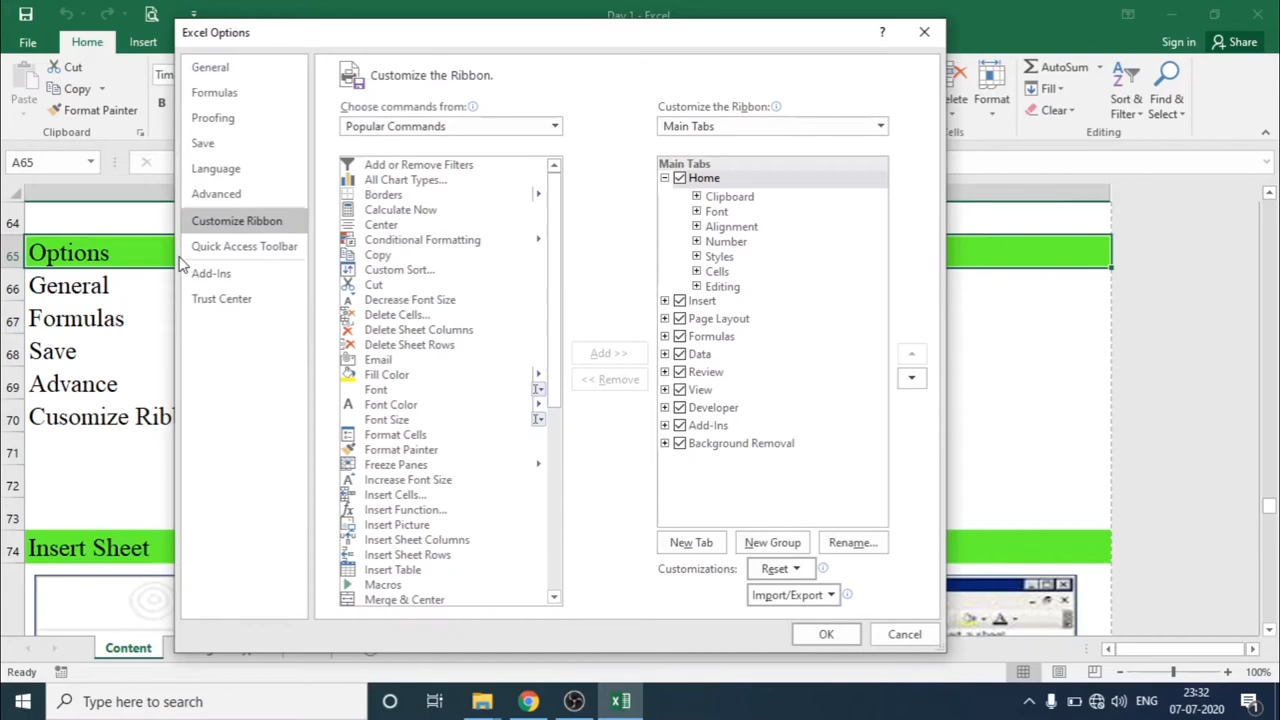 Day 1 - Excel
File
Home
Insert
Sign in
Share
Cut
Copy
Format Painter
Paste
Clipboard
Tim
B
Format
AutoSum
Fill
Clear
Sort & Filter
Find & Select
Editing
A65
Excel Options
?
General
Formulas
Proofing
Save
Language
Advanced
Customize Ribbon
Quick Access Toolbar
Add-Ins
Trust Center
Customize the Ribbon.
Choose commands from:
Popular Commands
Add or Remove Filters
All Chart Types...
Borders
Calculate Now
Center
Conditional Formatting
Copy
Custom Sort...
Cut
Decrease Font Size
Delete Cells...
Delete Sheet Columns
Delete Sheet Rows
Email
Fill Color
Font
Font Color
Font Size
Format Cells
Format Painter
Freeze Panes
Increase Font Size
Insert Cells...
Insert Function...
Insert Picture
Insert Sheet Columns
Insert Sheet Rows
Insert Table
Macros
Merge & Center
Add >>
<< Remove
Customize the Ribbon:
Main Tabs
Main Tabs
Home
Clipboard
Font
Alignment
Number
Styles
Cells
Editing
Insert
Page Layout
Formulas
Data
Review
View
Developer
Add-Ins
Background Removal
New Tab
New Group
Rename...
Customizations:
Reset
Import/Export
OK
Cancel
64
65 Options
66 General
67 Formulas
68 Save
69 Advance
70 Cusomize Rib
71
72
73
74 Insert Sheet
Content
Ready
100%
Type here to search
ENG
23:32
07-07-2020